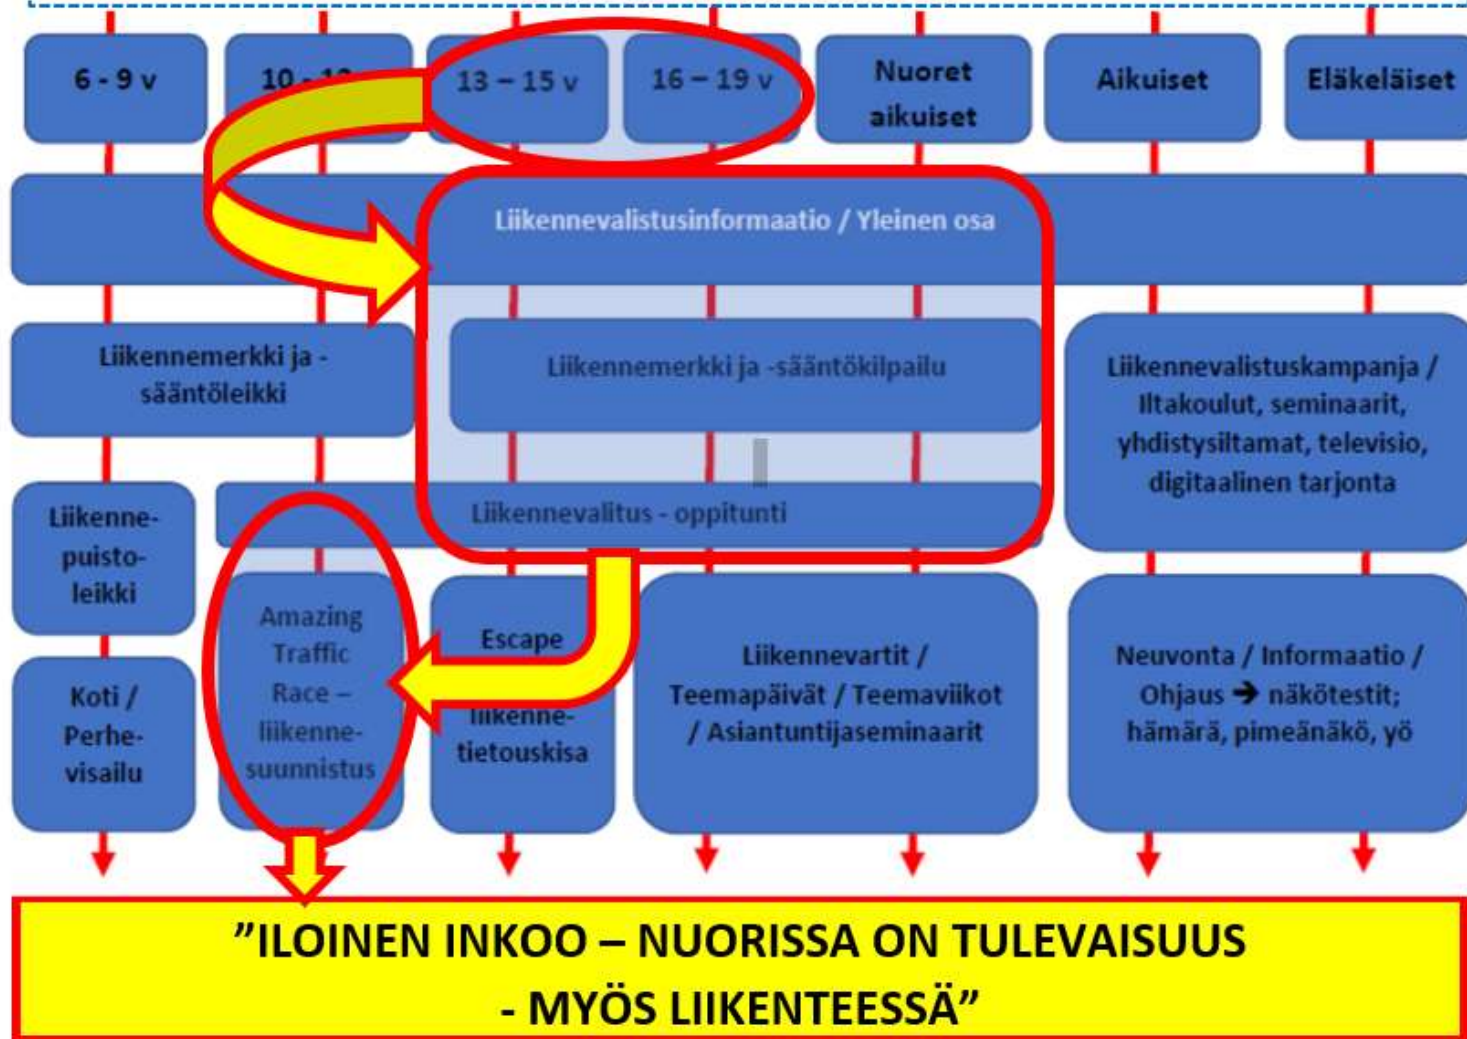 6 - 9 v
10 -
13 – 15 v
16 – 19 v
Nuoret
aikuiset
Aikuiset
Eläkeläiset
Liikennevalistusinformaatio / Yleinen osa
Liikennemerkki ja -
sääntöleikki
Liikennemerkki ja -sääntökilpailu
Liikennevalistuskampanja /
Iltakoulut, seminaarit,
yhdistysiltamat, televisio,
digitaalinen tarjonta
Liikennevalitus - oppitunti
Liikenne-
puisto-
leikki
Koti /
Perhe-
visailu
Amazing
Traffic
Race –
liikenne-
suunnistus
Escape
liikenne-
tietouskisa
Liikennevartit /
Teemapäivät / Teemaviikot
/ Asiantuntijaseminaarit
Neuvonta / Informaatio /
Ohjaus ➔ näkötestit;
hämärä, pimeänäkö, yö
”ILOINEN INKOO – NUORISSA ON TULEVAISUUS
- MYÖS LIIKENTEESSÄ”